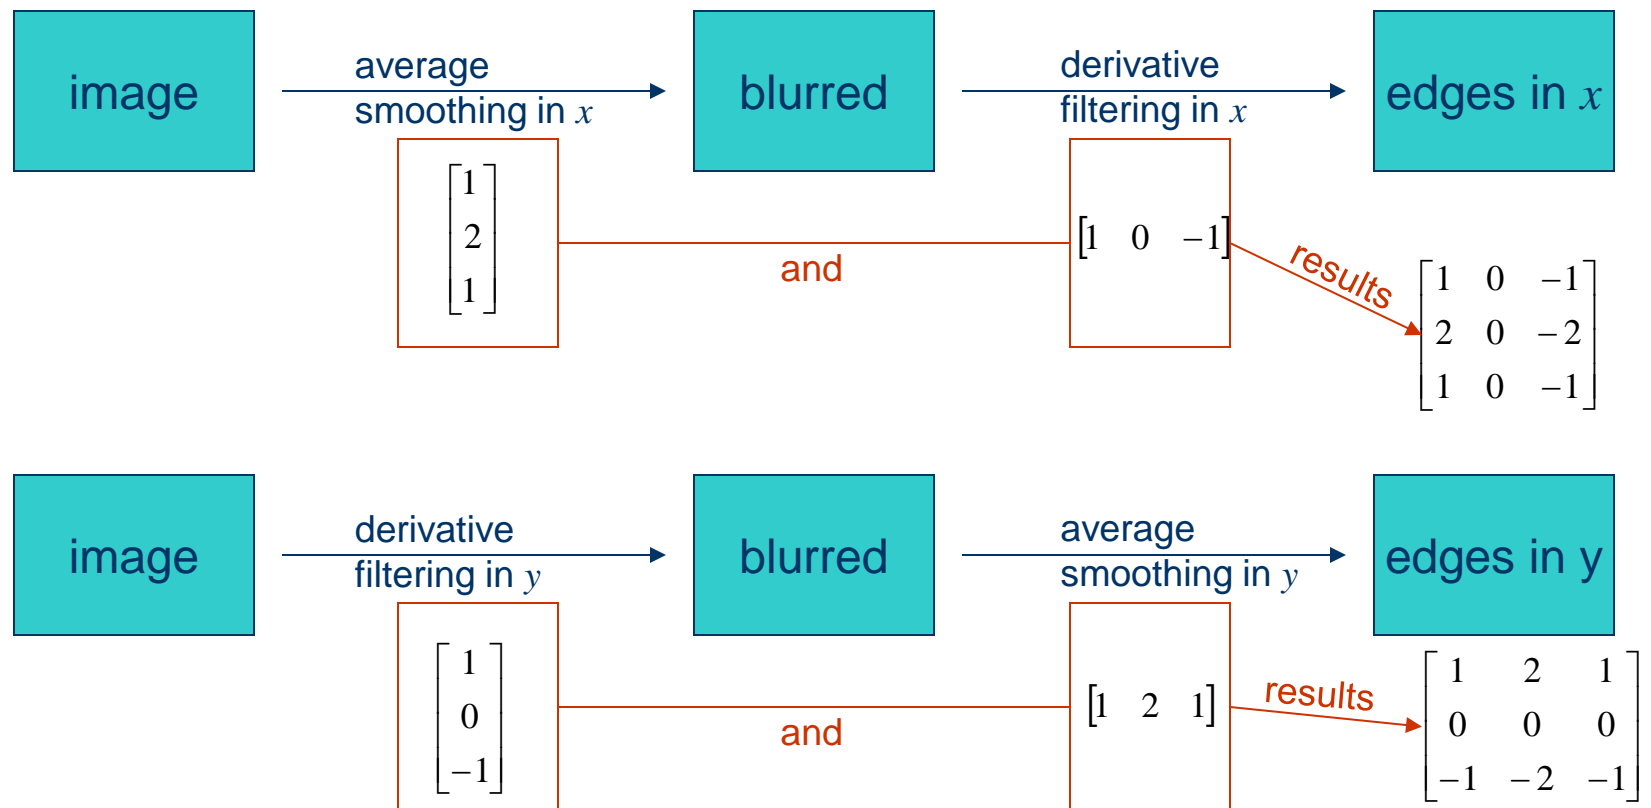 image
average
smoothing in x
blurred
derivative
filtering in x
edges in x
[1
2
1]
and
[1 0 −1]
results
[1 0 −1
2 0 −2
1 0 −1]
image
derivative
filtering in y
blurred
average
smoothing in y
edges in y
[1
0
−1]
and
[1 2 1]
results
[1 2 1
0 0 0
−1 −2 −1]